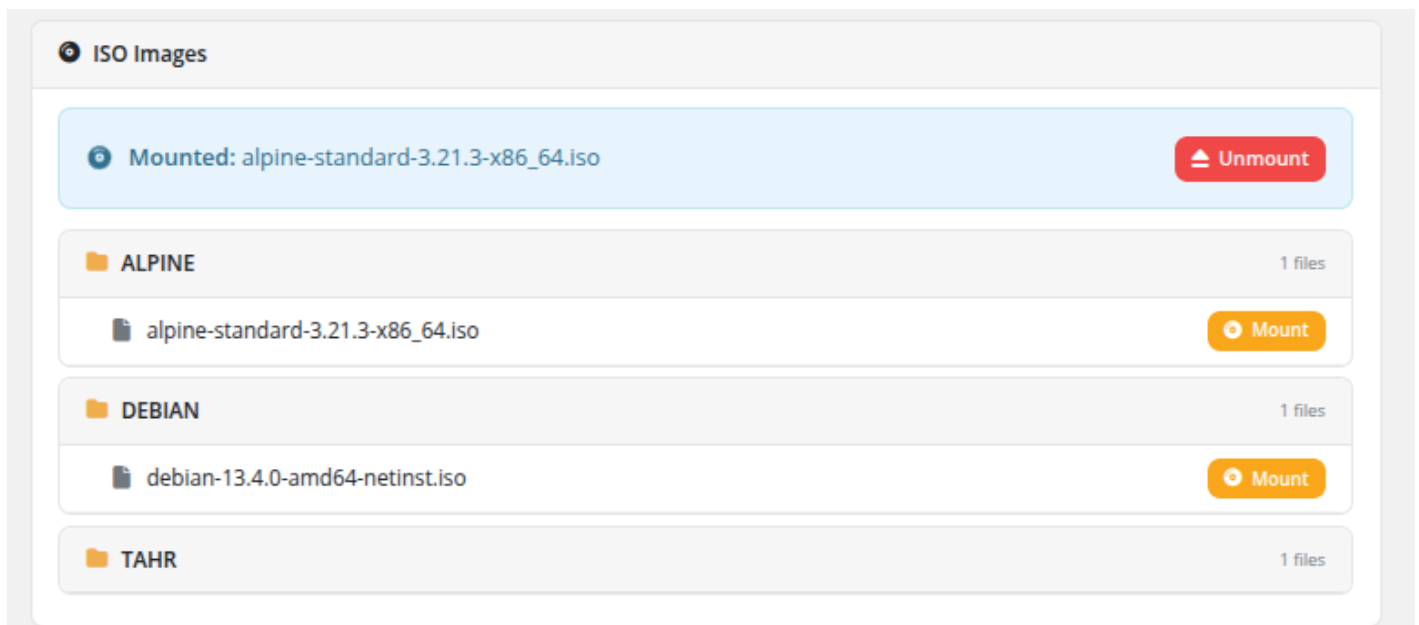 ISO Images
Mounted: alpine-standard-3.21.3-x86_64.iso Unmount
ALPINE 1 files
alpine-standard-3.21.3-x86_64.iso Mount
DEBIAN 1 files
debian-13.4.0-amd64-netinst.iso Mount
TAHR 1 files